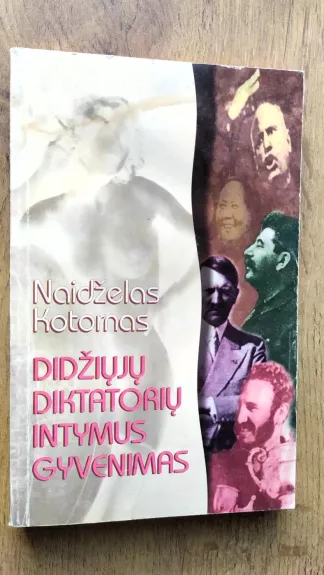 Naidželas
Kotomas
DIDŽIŲJŲ
DIKTATORIŲ
INTYMUS
GYVENIMAS